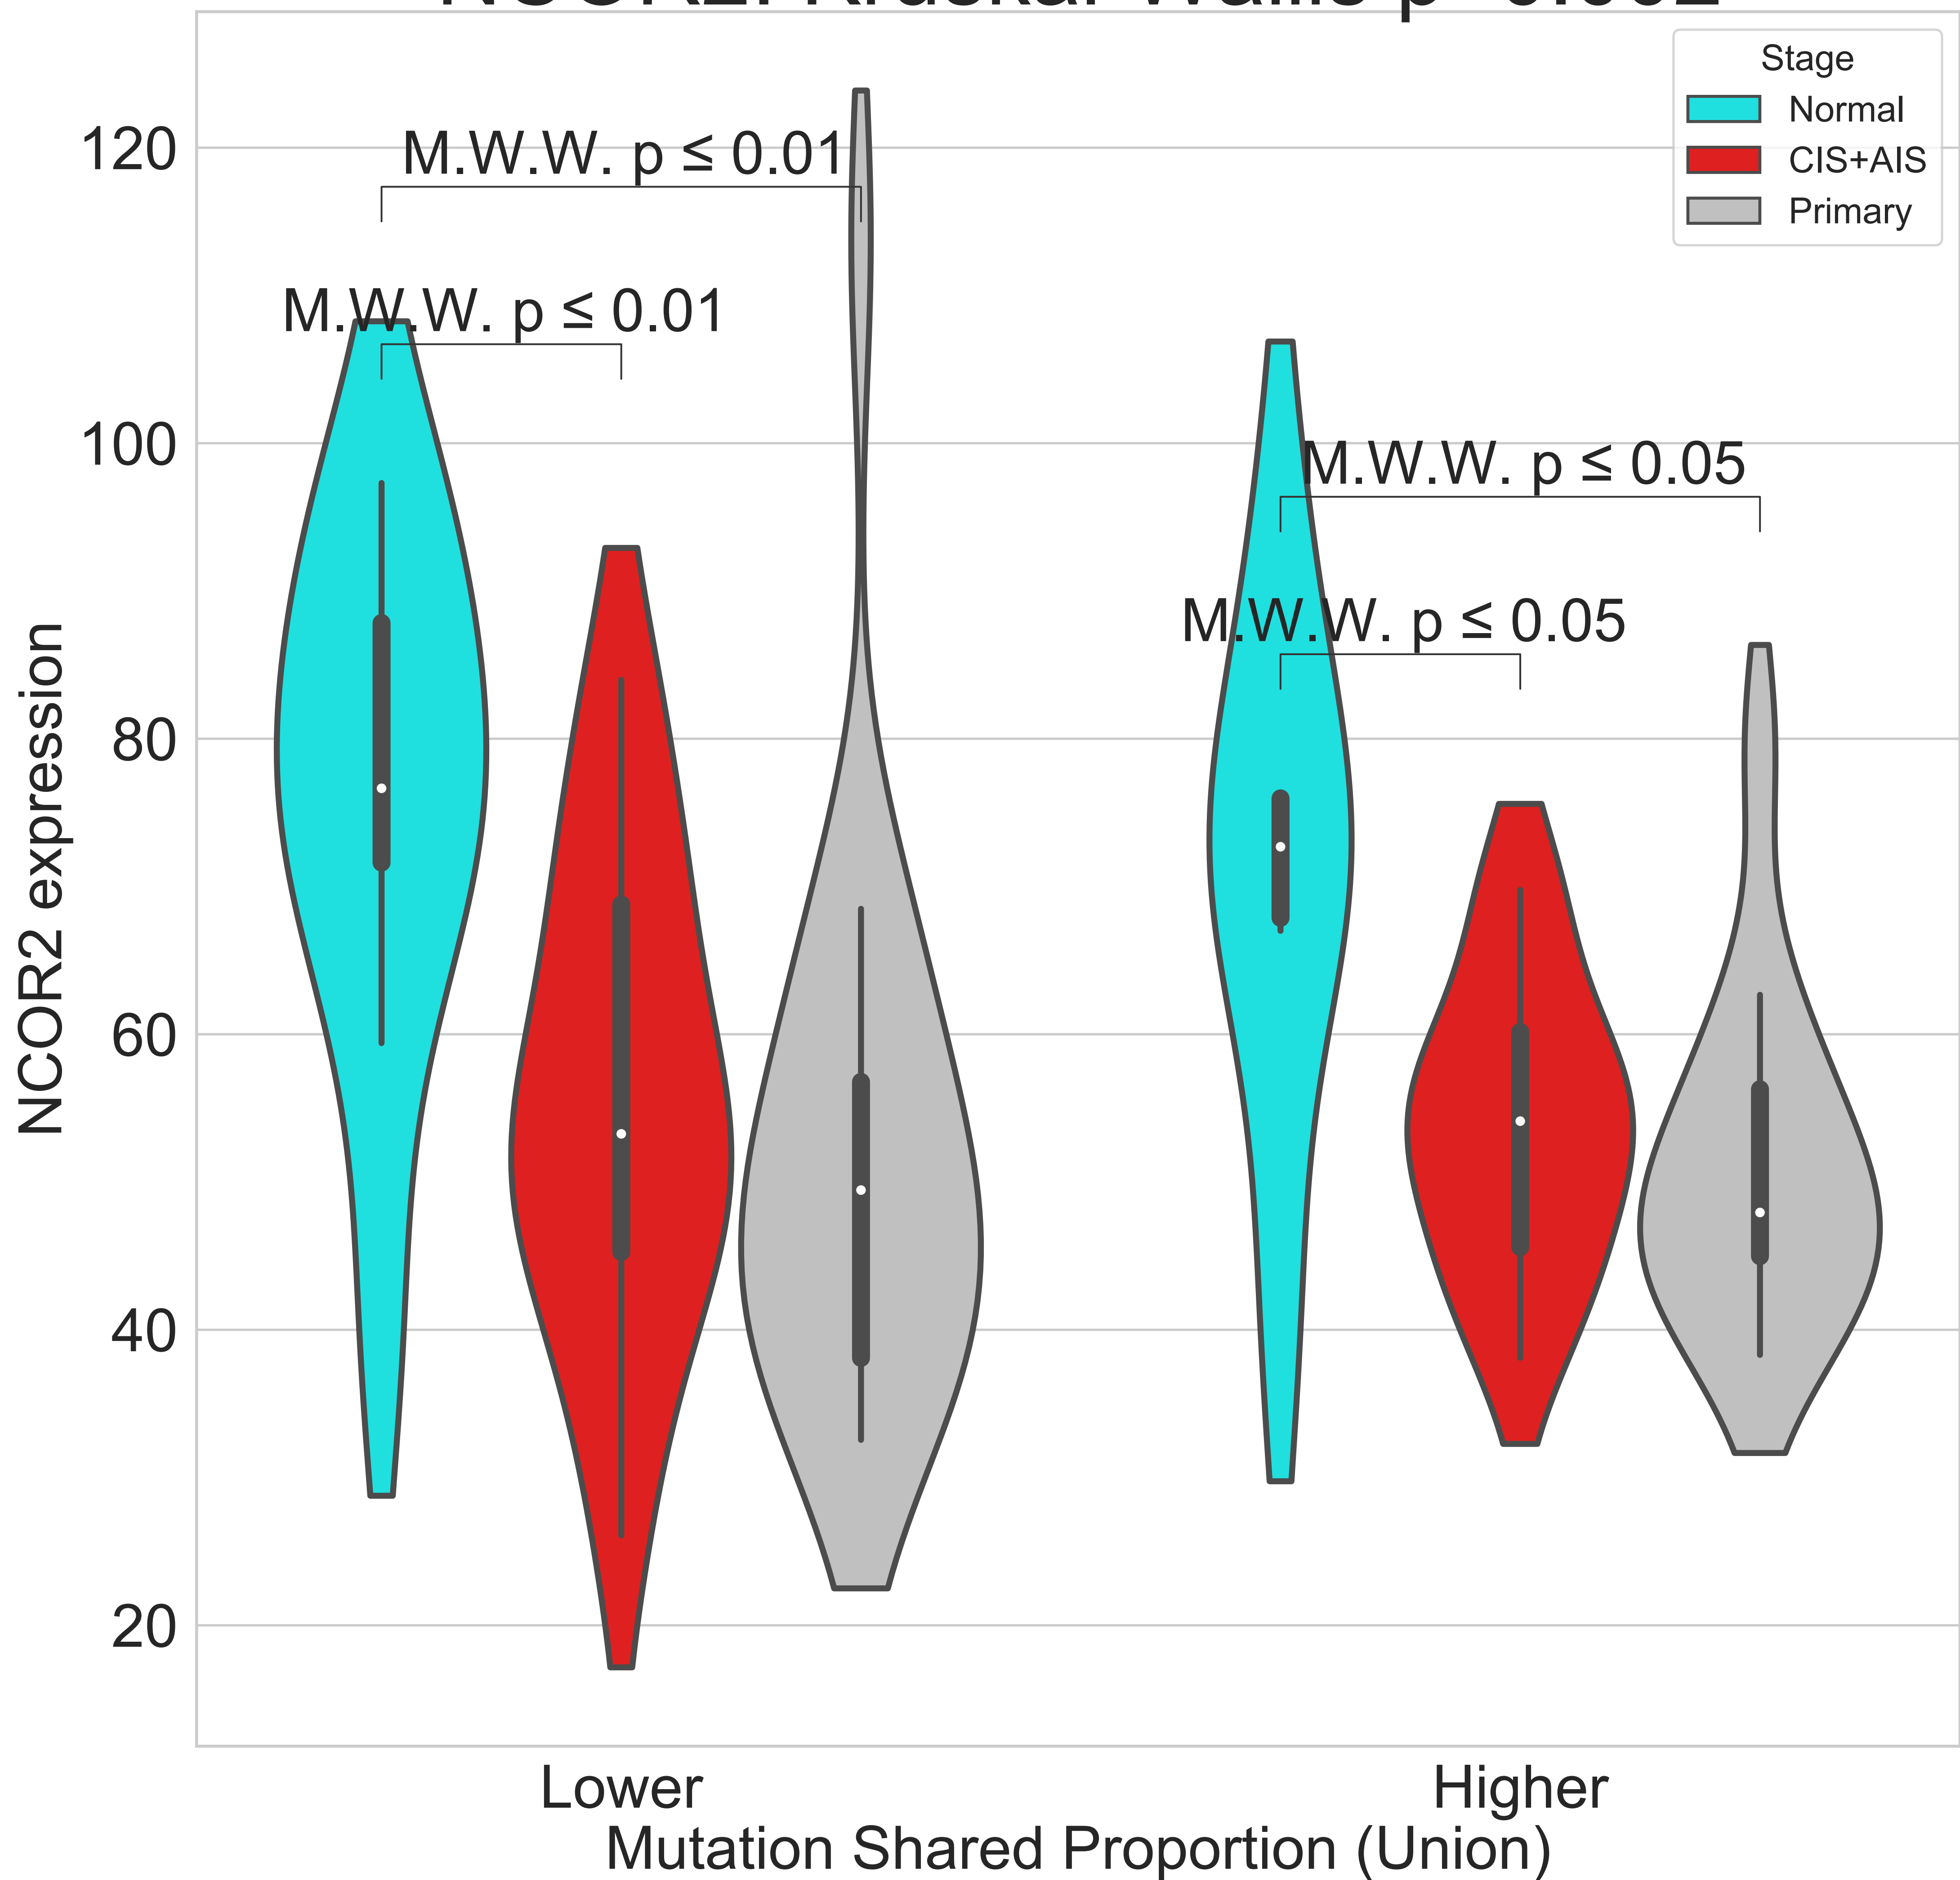 Stage
Normal
CIS+AIS
Primary
120
100
80
60
40
20
NCOR2 expression
M.W.W. p ≤ 0.01
M.W.W. p ≤ 0.01
M.W.W. p ≤ 0.05
M.W.W. p ≤ 0.05
Lower
Higher
Mutation Shared Proportion (Union)